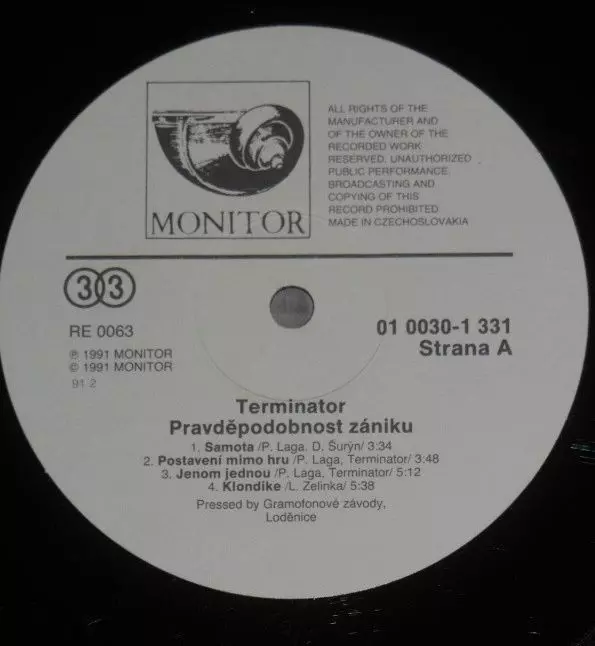 MONITOR
ALL RIGHTS OF THE
MANUFACTURER AND
OF THE OWNER OF THE
RECORDED WORK
RESERVED. UNAUTHORIZED
PUBLIC PERFORMANCE
BROADCASTING AND
COPYING OF THIS
RECORD PROHIBITED
MADE IN CZECHOSLOVAKIA
33
RE 0063
℗ 1991 MONITOR
© 1991 MONITOR
91 2
01 0030-1 331
Strana A
Terminator
Pravděpodobnost zániku
1. Samota /P. Laga. D. Šurýn/ 3:34
2. Postavení mimo hru /P. Laga, Terminator/ 3:48
3. Jenom jednou /P. Laga, Terminator/ 5:12
4. Klondike /L. Zelinka/ 5:38
Pressed by Gramofonové závody,
Loděnice